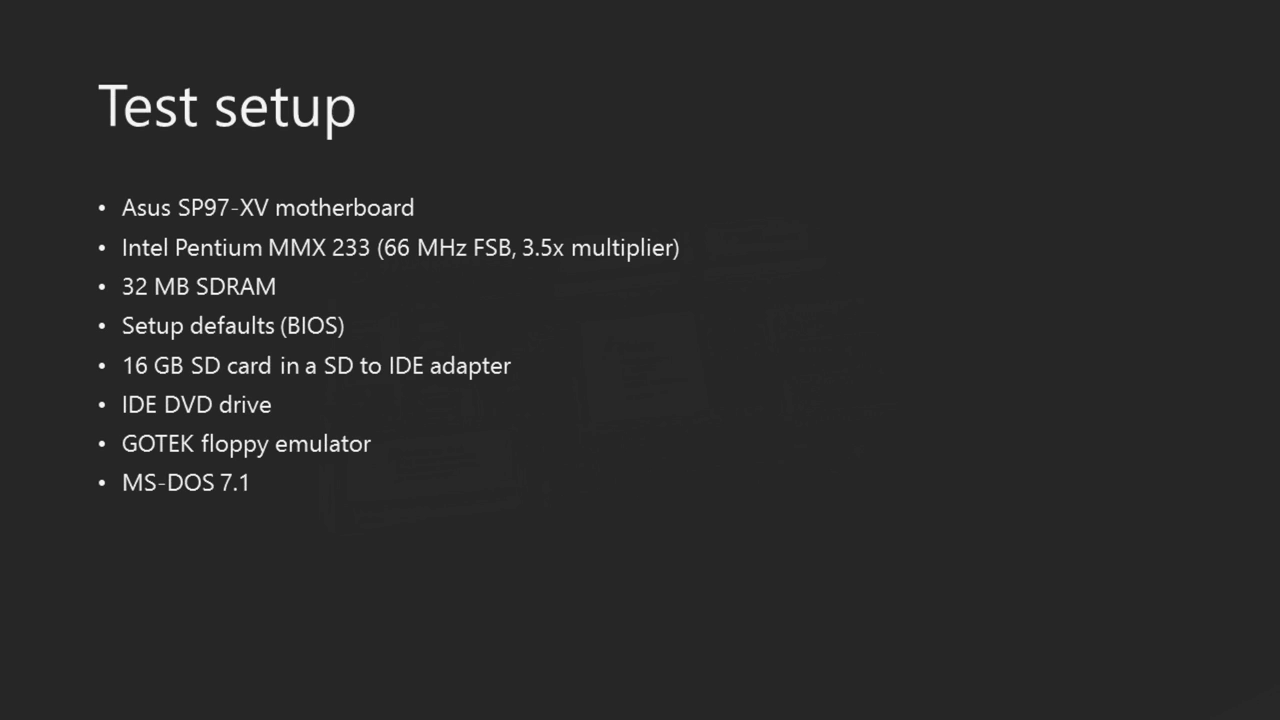 Test setup
• Asus SP97-XV motherboard
• Intel Pentium MMX 233 (66 MHz FSB, 3.5x multiplier)
• 32 MB SDRAM
• Setup defaults (BIOS)
• 16 GB SD card in a SD to IDE adapter
• IDE DVD drive
• GOTEK floppy emulator
• MS-DOS 7.1